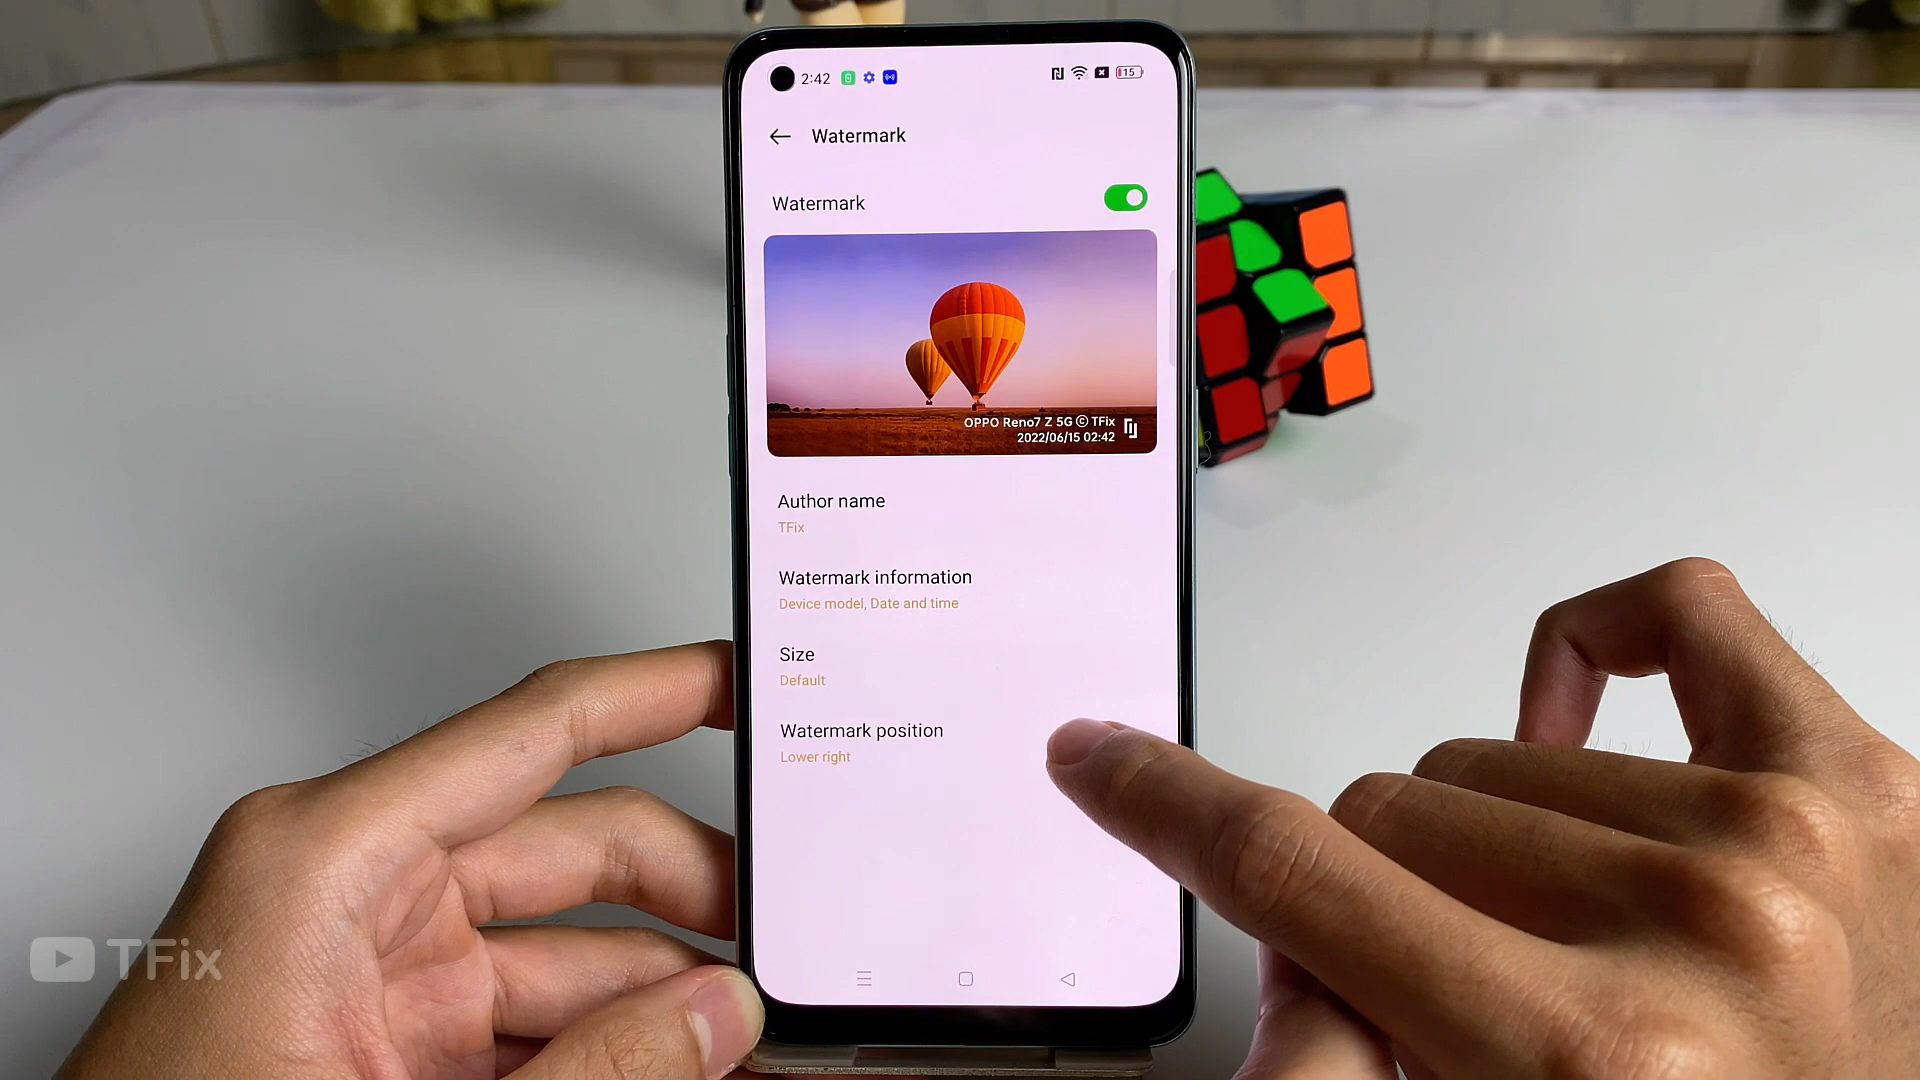 2:42
15
Watermark
Watermark
OPPO Reno7 Z 5G © TFix
2022/06/15 02:42
Author name
TFix
Watermark information
Device model, Date and time
Size
Default
Watermark position
Lower right
TFix